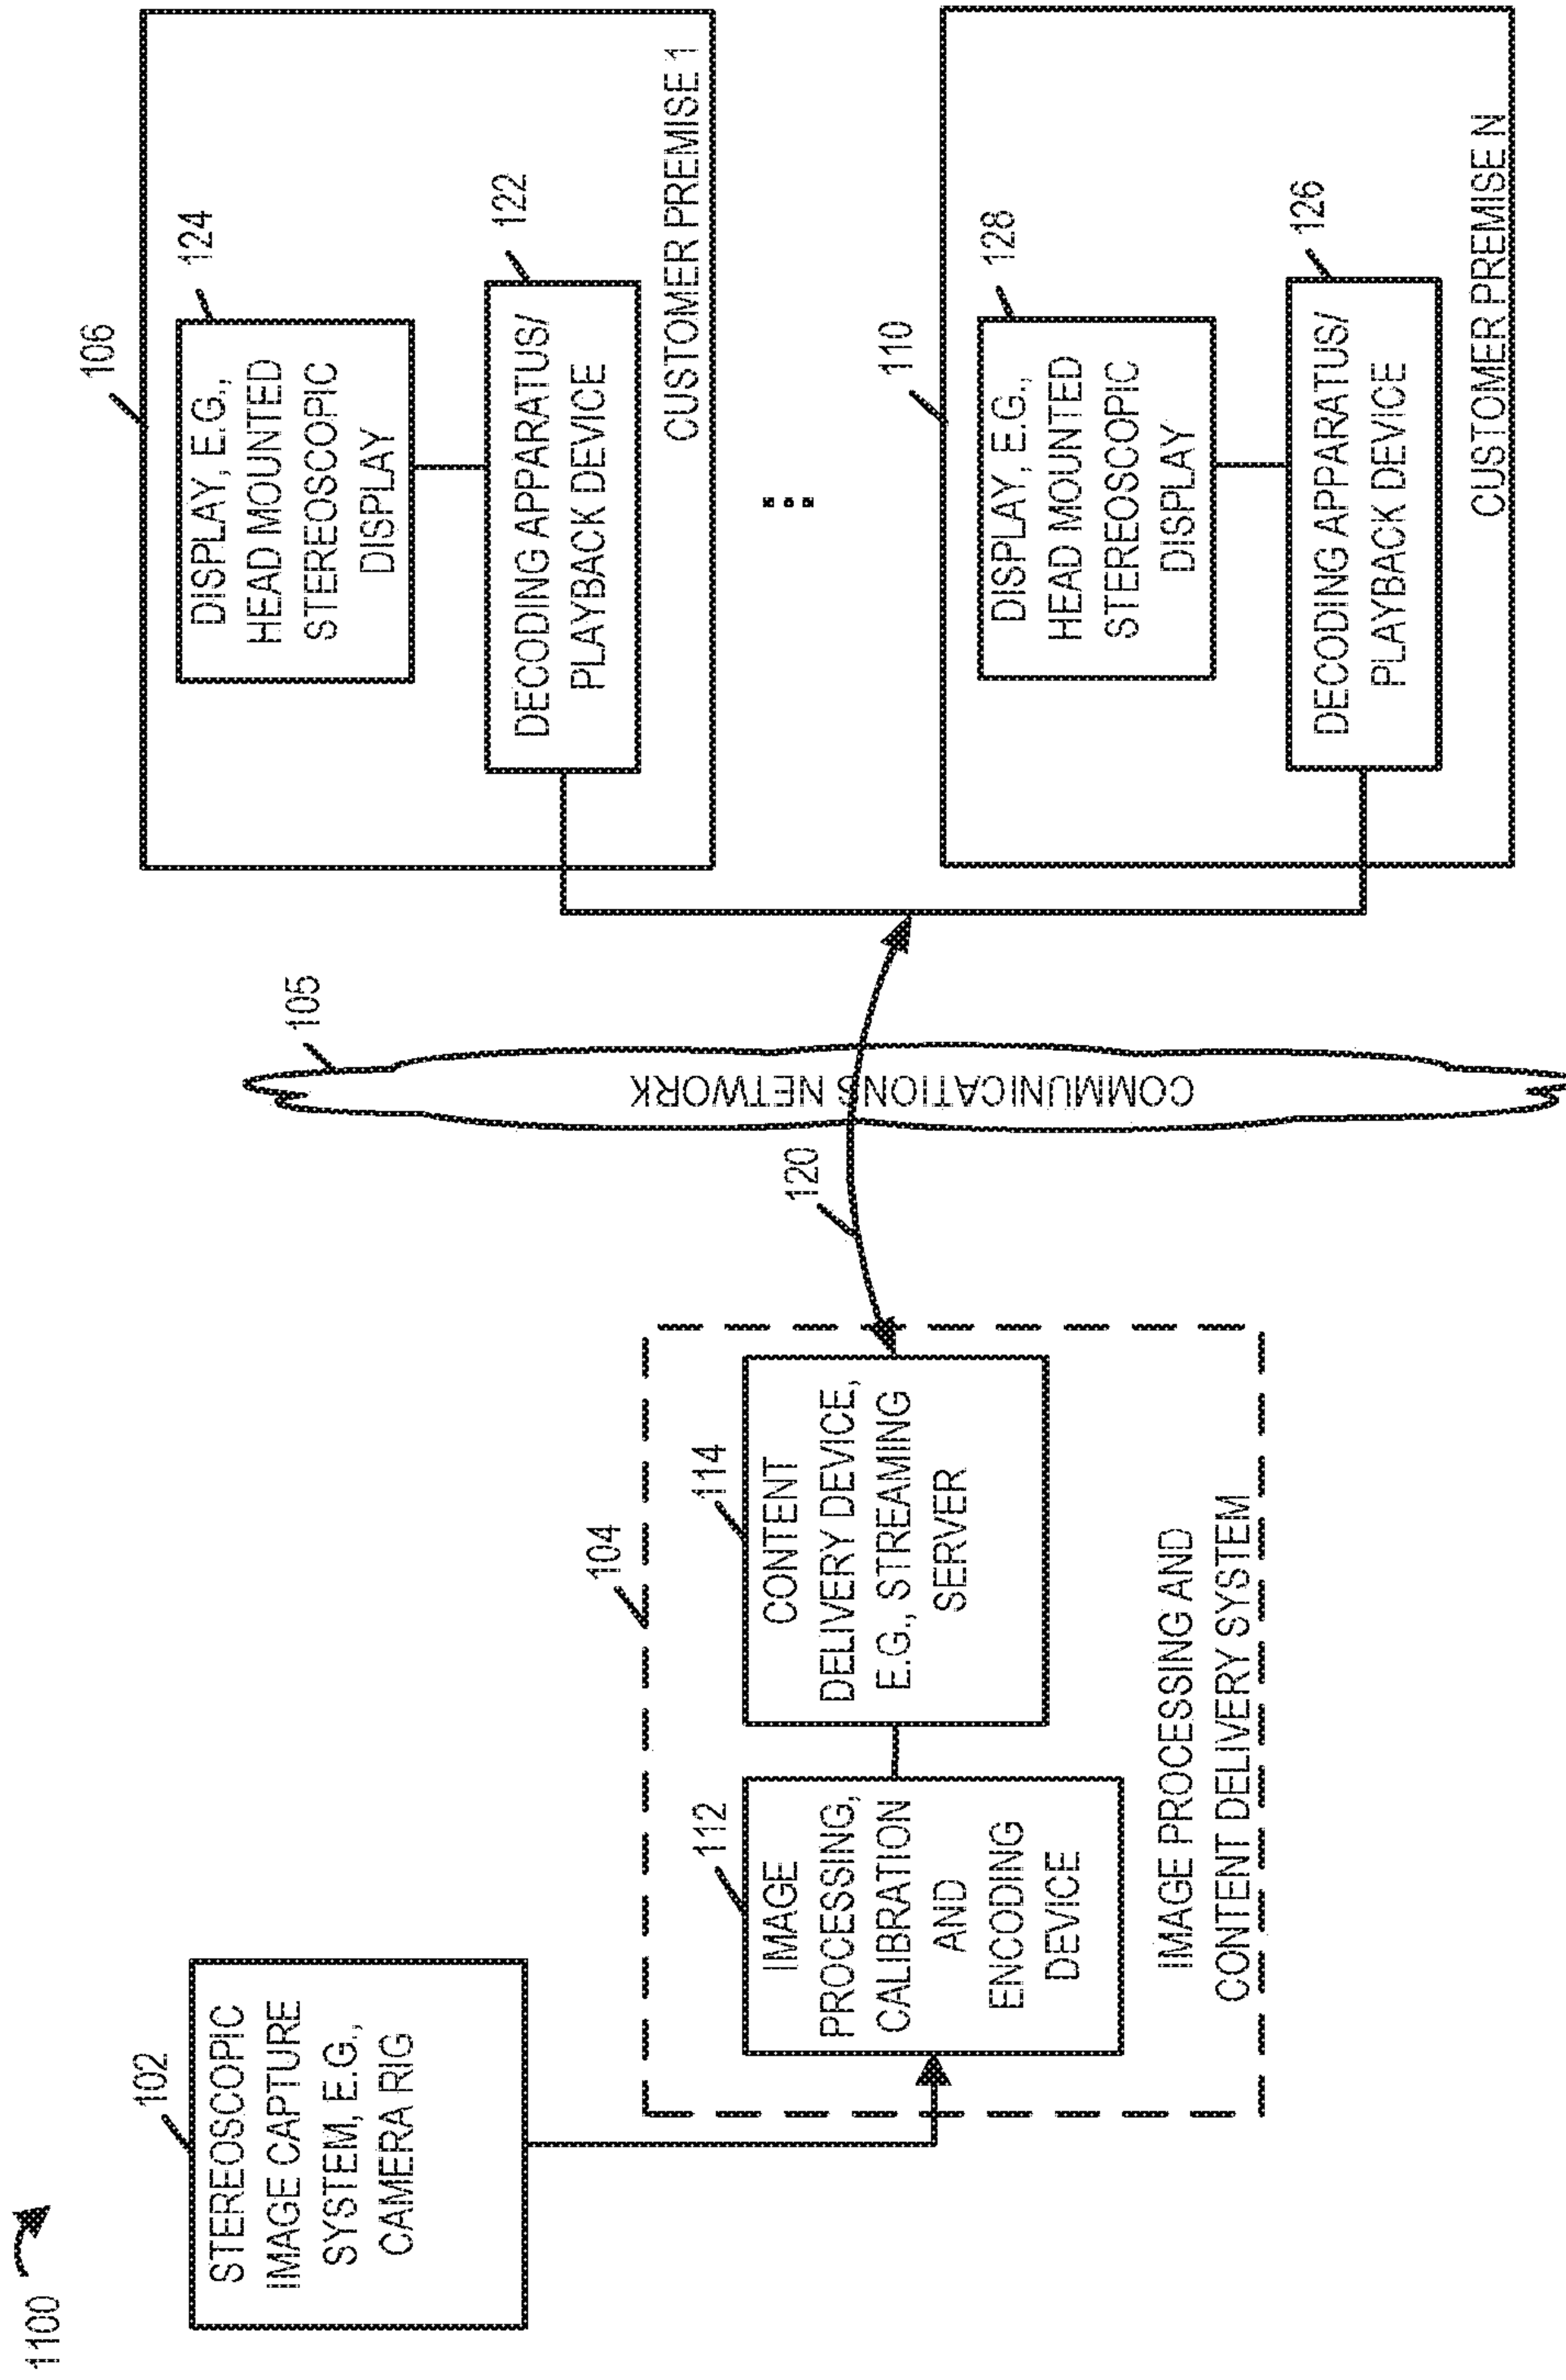 1100
102
STEREOSCOPIC
IMAGE CAPTURE
SYSTEM, E.G.,
CAMERA RIG
104
112
IMAGE
PROCESSING,
CALIBRATION
AND
ENCODING
DEVICE
114
CONTENT
DELIVERY DEVICE,
E.G., STREAMING
SERVER
IMAGE PROCESSING AND
CONTENT DELIVERY SYSTEM
120
105
COMMUNICATIONS NETWORK
106
124
DISPLAY, E.G.,
HEAD MOUNTED
STEREOSCOPIC
DISPLAY
122
DECODING APPARATUS/
PLAYBACK DEVICE
CUSTOMER PREMISE 1
...
110
128
DISPLAY, E.G.,
HEAD MOUNTED
STEREOSCOPIC
DISPLAY
126
DECODING APPARATUS/
PLAYBACK DEVICE
CUSTOMER PREMISE N